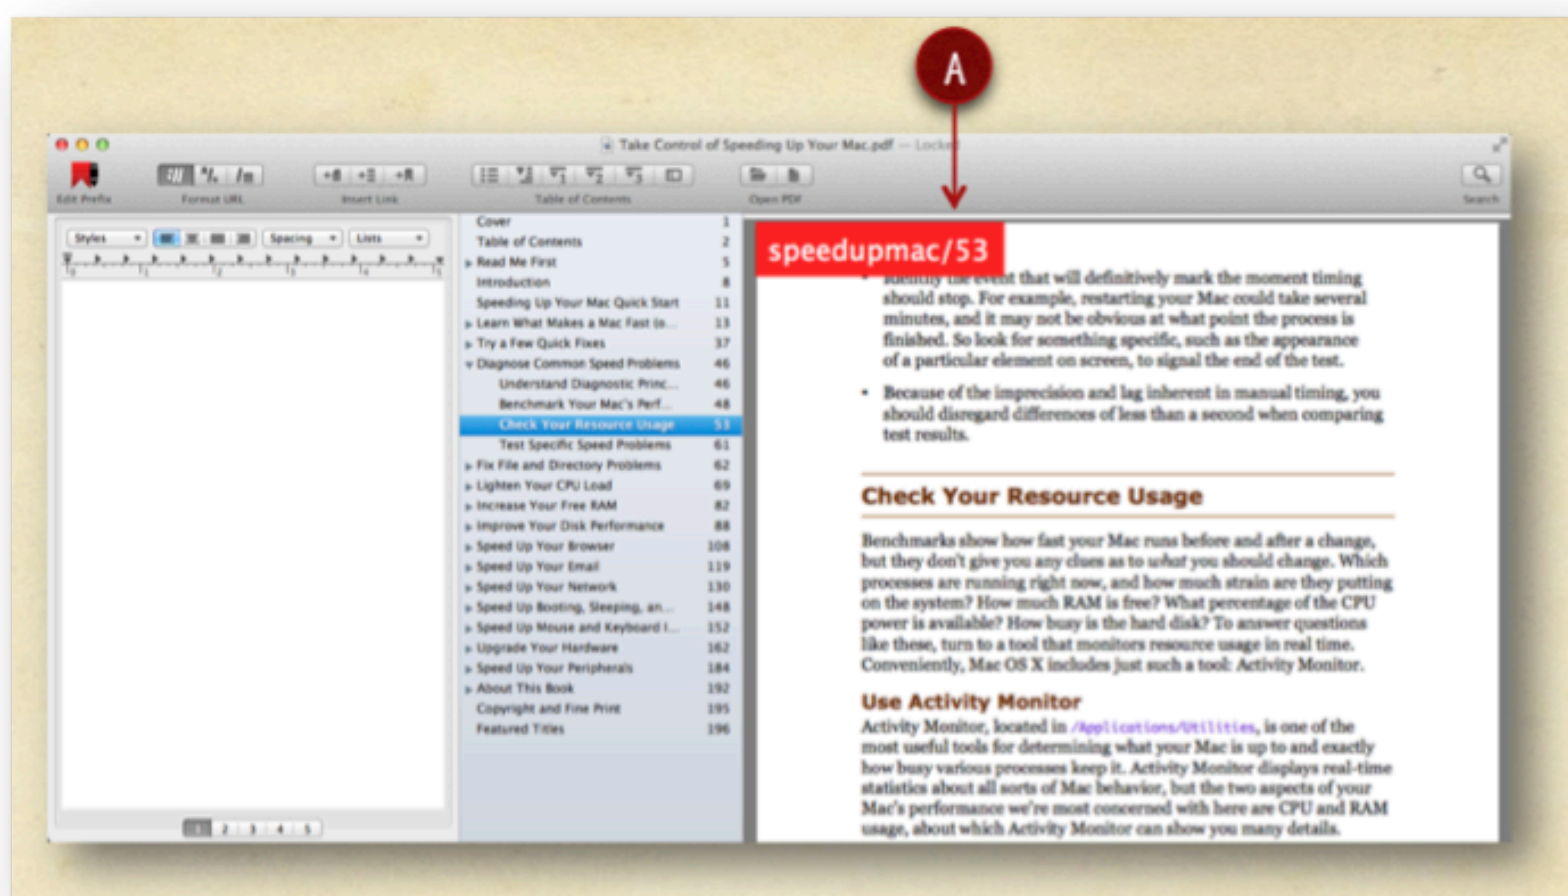 A
Take Control of Speeding Up Your Mac.pdf — Locked
Edit Prefix
Format URL
Insert Link
Table of Contents
Open PDF
Search
Styles
Spacing
Lists
Cover 1
Table of Contents 2
Read Me First 5
Introduction 8
Speeding Up Your Mac Quick Start 11
Learn What Makes a Mac Fast (o... 13
Try a Few Quick Fixes 37
Diagnose Common Speed Problems 46
Understand Diagnostic Princ... 46
Benchmark Your Mac's Perf... 48
Check Your Resource Usage 53
Test Specific Speed Problems 61
Fix File and Directory Problems 62
Lighten Your CPU Load 69
Increase Your Free RAM 82
Improve Your Disk Performance 88
Speed Up Your Browser 108
Speed Up Your Email 119
Speed Up Your Network 130
Speed Up Booting, Sleeping, an... 148
Speed Up Mouse and Keyboard I... 152
Upgrade Your Hardware 162
Speed Up Your Peripherals 184
About This Book 192
Copyright and Fine Print 195
Featured Titles 196
1 2 3 4 5
speedupmac/53
• Identify the event that will definitively mark the moment timing
should stop. For example, restarting your Mac could take several
minutes, and it may not be obvious at what point the process is
finished. So look for something specific, such as the appearance
of a particular element on screen, to signal the end of the test.
• Because of the imprecision and lag inherent in manual timing, you
should disregard differences of less than a second when comparing
test results.
Check Your Resource Usage
Benchmarks show how fast your Mac runs before and after a change,
but they don't give you any clues as to what you should change. Which
processes are running right now, and how much strain are they putting
on the system? How much RAM is free? What percentage of the CPU
power is available? How busy is the hard disk? To answer questions
like these, turn to a tool that monitors resource usage in real time.
Conveniently, Mac OS X includes just such a tool: Activity Monitor.
Use Activity Monitor
Activity Monitor, located in /Applications/Utilities, is one of the
most useful tools for determining what your Mac is up to and exactly
how busy various processes keep it. Activity Monitor displays real-time
statistics about all sorts of Mac behavior, but the two aspects of your
Mac's performance we're most concerned with here are CPU and RAM
usage, about which Activity Monitor can show you many details.